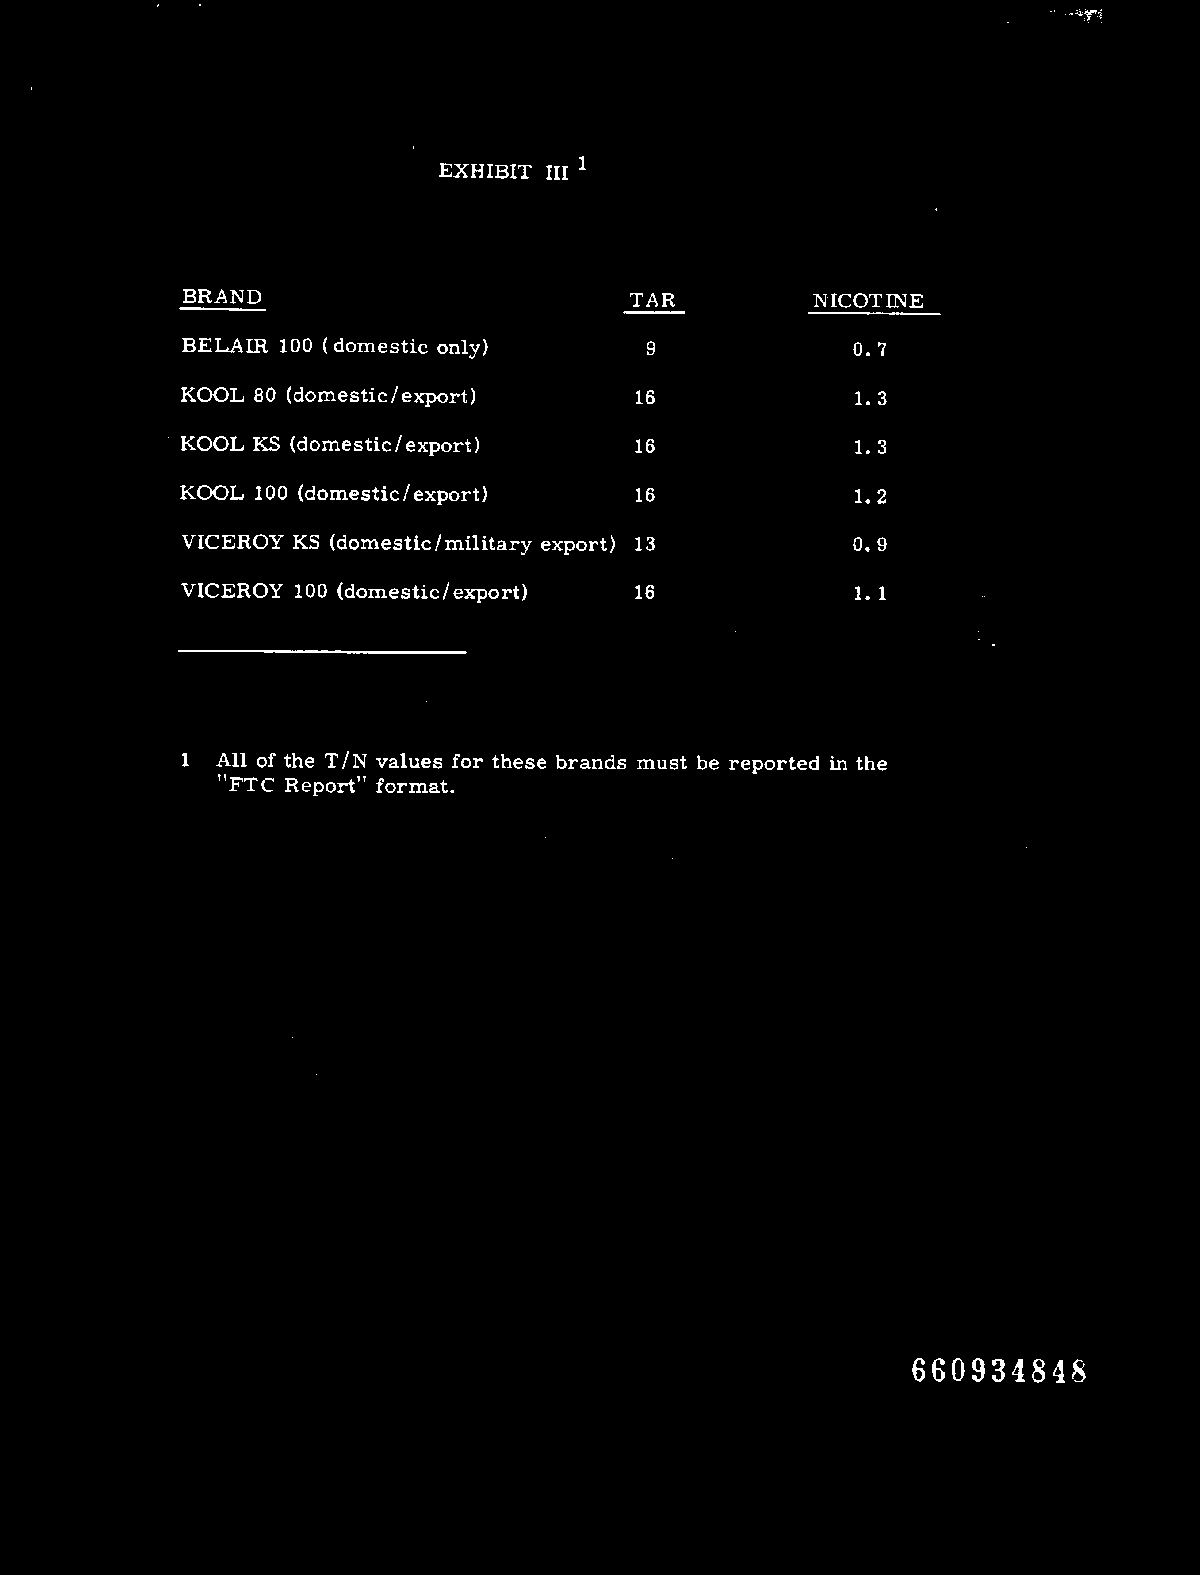 EXHIBIT III 1
BRAND TAR NICOTINE
BELAIR 100 (domestic only) 9 0.7
KOOL 80 (domestic/export) 16 1.3
KOOL KS (domestic/export) 16 1.3
KOOL 100 (domestic/export) 16 1.2
VICEROY KS (domestic/military export) 13 0.9
VICEROY 100 (domestic/export) 16 1.1
1 All of the T/N values for these brands must be reported in the
"FTC Report" format.
660934848